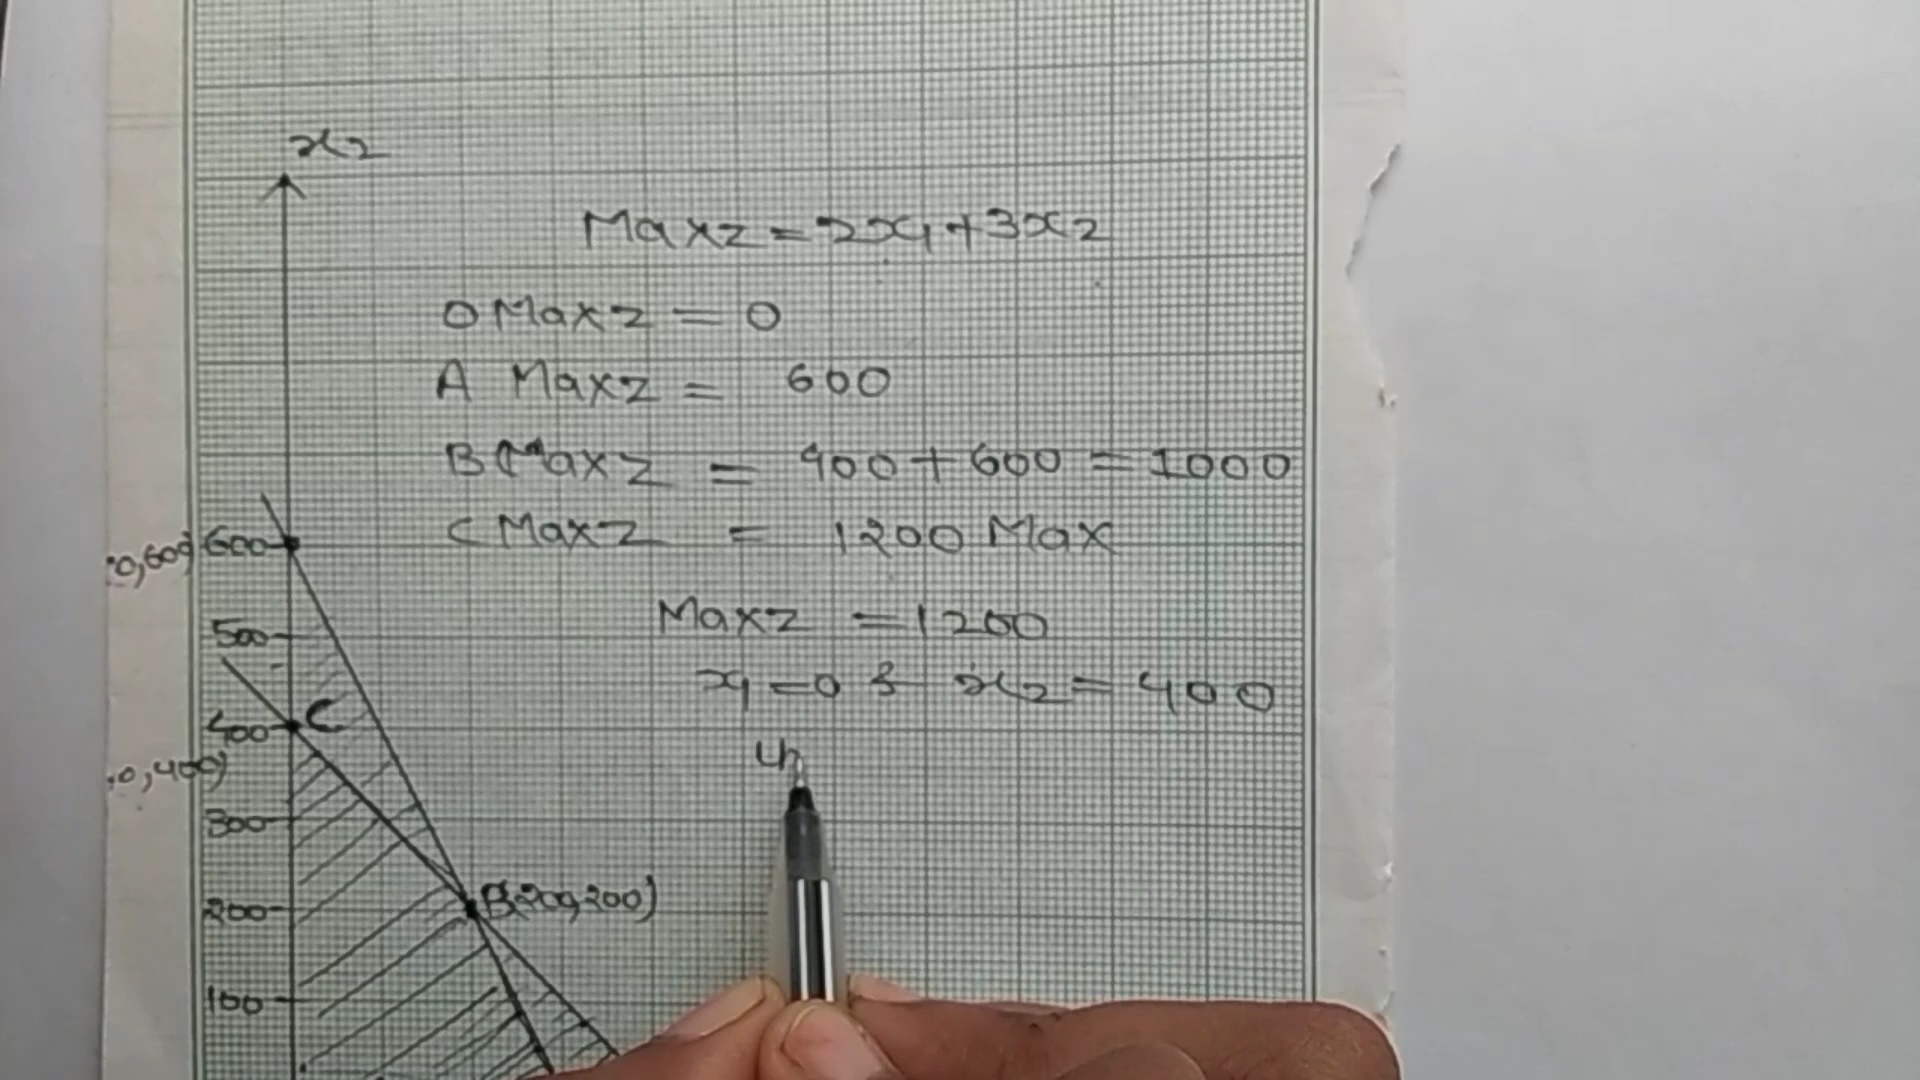 x2
Max z = 2x1 + 3x2
O Max z = 0
A Max z = 600
B Max z = 400 + 600 = 1000
C Max z = 1200 Max
Max z = 1200
x1 = 0 & x2 = 400
600
0,600
500
C
400
0,400)
300
B(200,200)
200
100